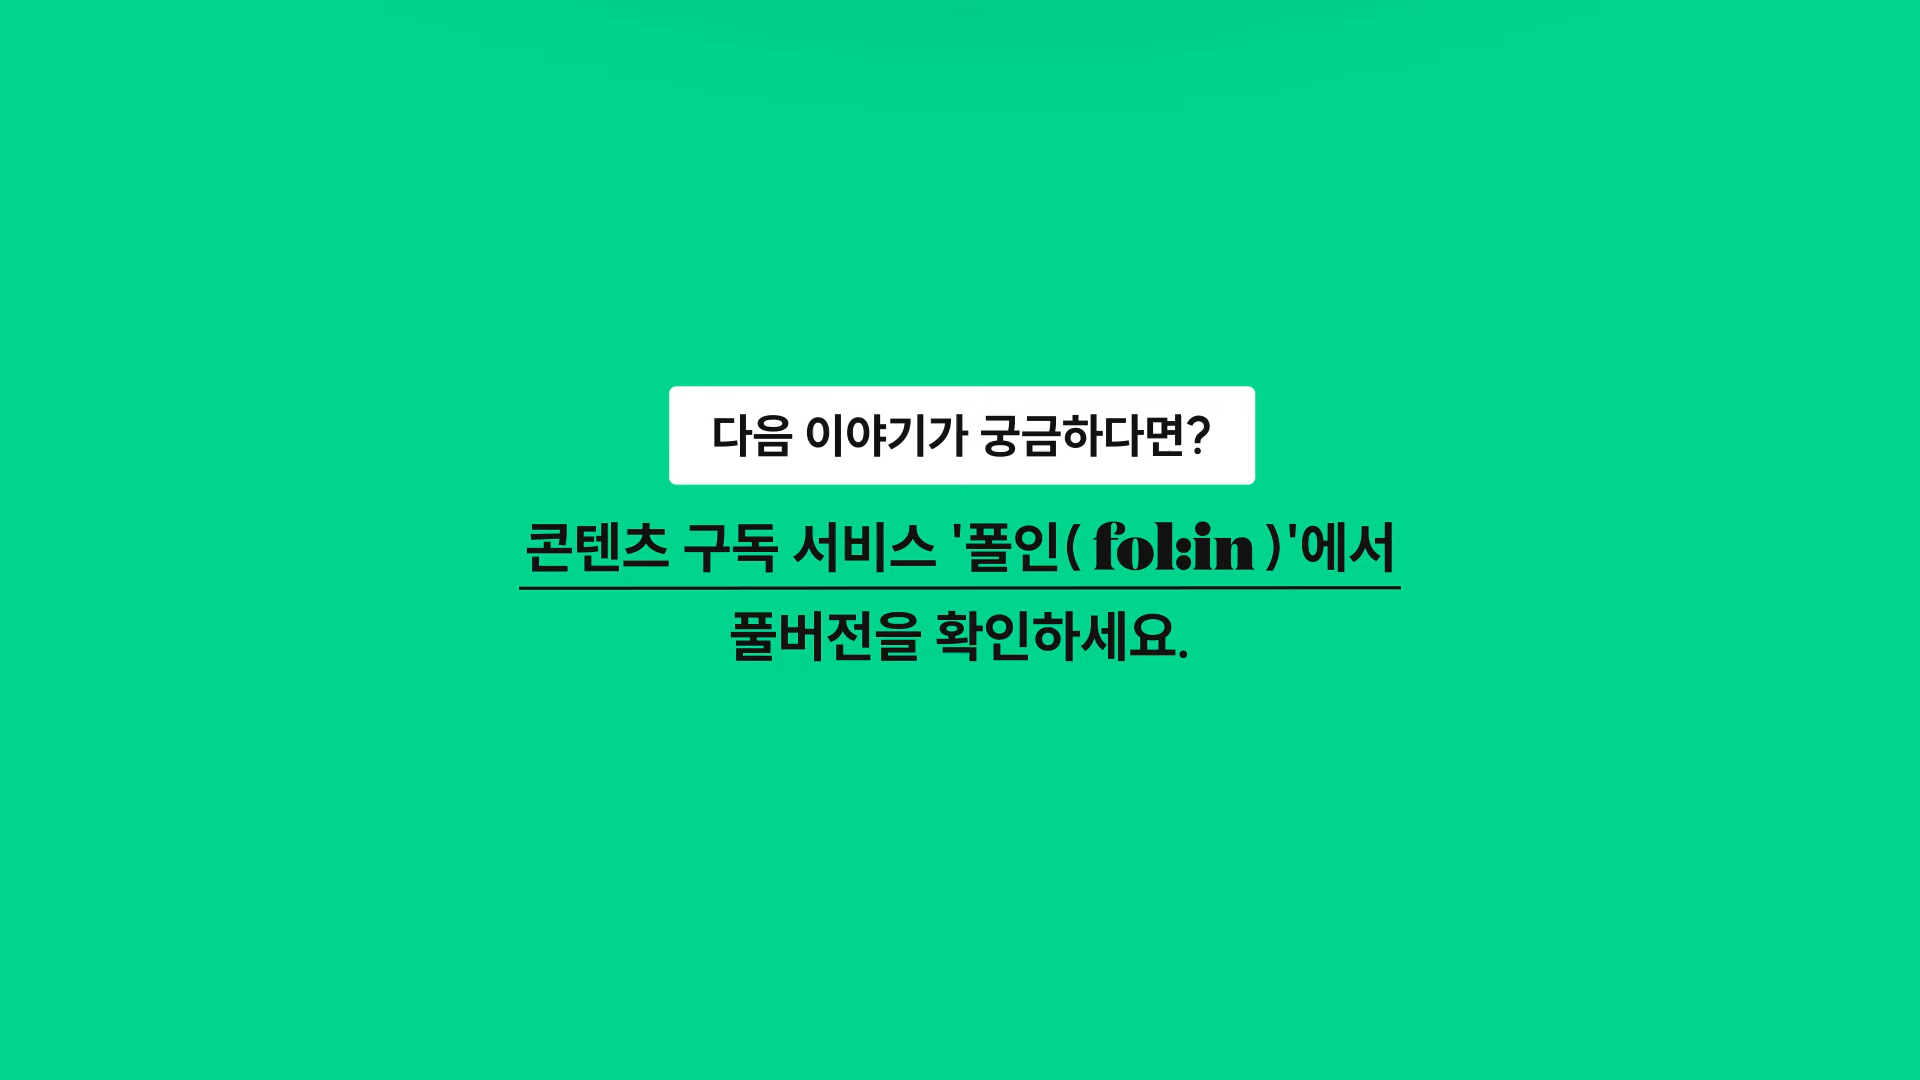 다음 이야기가 궁금하다면?
콘텐츠 구독 서비스 '폴인( fol:in )'에서
풀버전을 확인하세요.